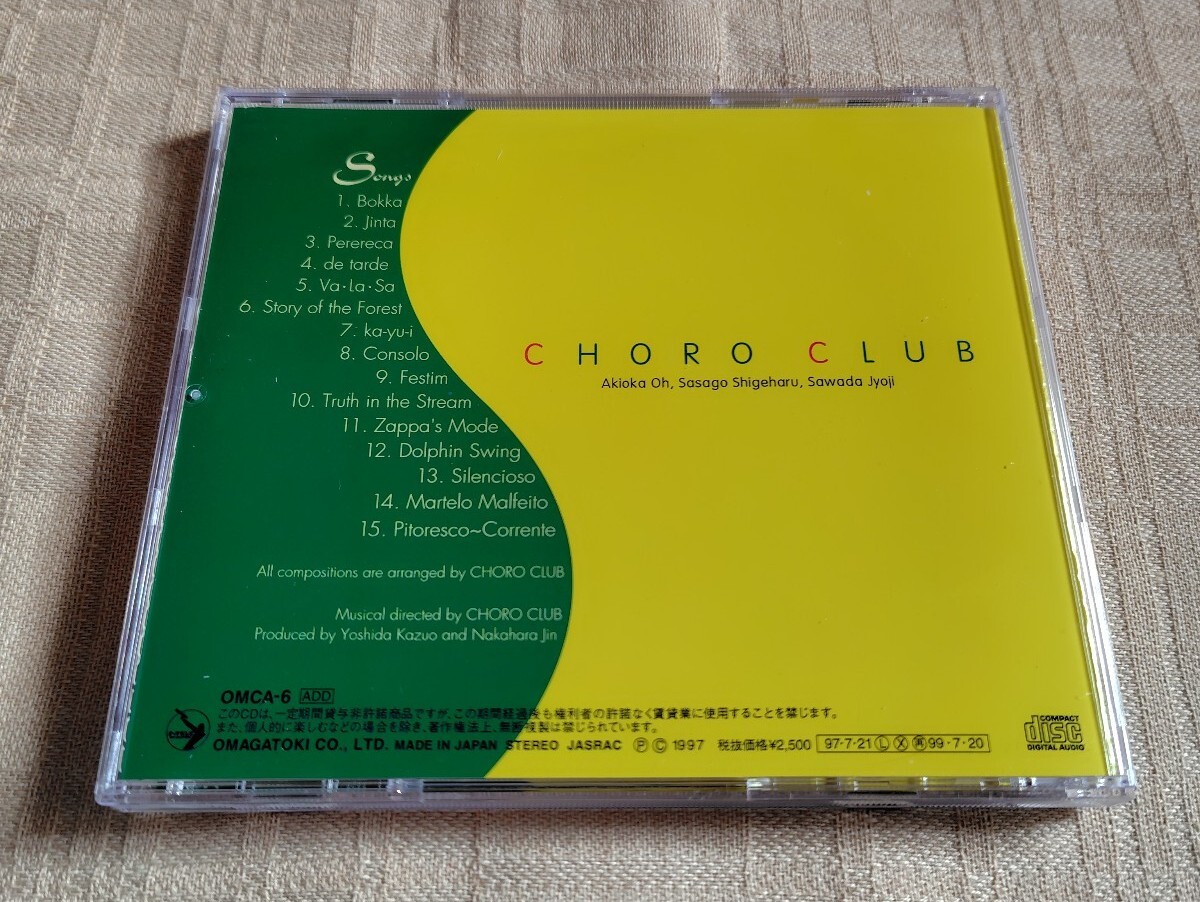 Songs
1. Bokka
2. Jinta
3. Perereca
4. de tarde
5. Va·La·Sa
6. Story of the Forest
7. ka-yu-i
8. Consolo
9. Festim
10. Truth in the Stream
11. Zappa's Mode
12. Dolphin Swing
13. Silencioso
14. Martelo Malfeito
15. Pitoresco~Corrente
All compositions are arranged by CHORO CLUB
Musical directed by CHORO CLUB
Produced by Yoshida Kazuo and Nakahara Jin
CHORO CLUB
Akioka Oh, Sasago Shigeharu, Sawada Jyoji
OMCA-6 ADD
このCDは、一定期間貸与非許諾商品ですが、この期間経過後も権利者の許諾なく賃貸業に使用することを禁じます。
また、個人的に楽しむなどの場合を除き、著作権法上、無断複製は禁じられています。
OMAGATOKI CO., LTD. MADE IN JAPAN STEREO JASRAC Ⓟ Ⓒ 1997 税抜価格¥2,500 97·7·21 Ⓛ Ⓧ ㊞99·7·20
COMPACT
disc
DIGITAL AUDIO